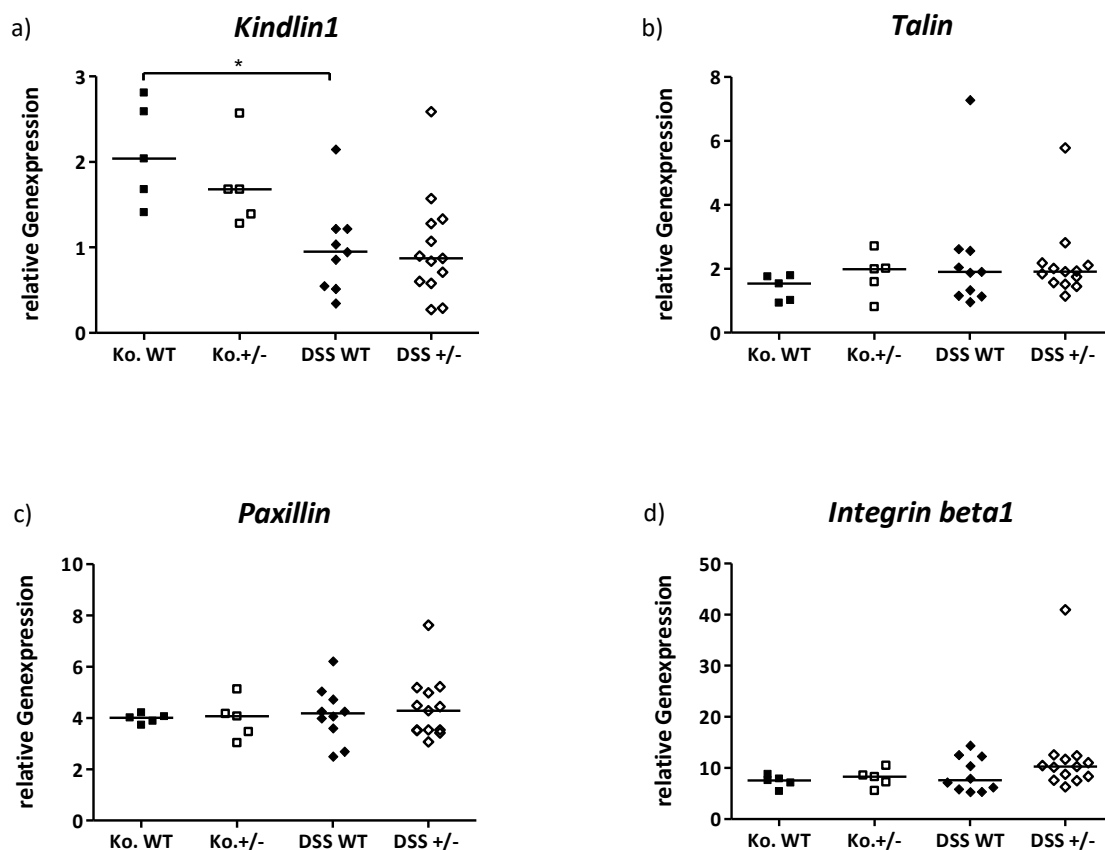 a)
Kindlin1
*
relative Genexpression
3
2
1
0
Ko. WT
Ko.+/-
DSS WT
DSS +/-
b)
Talin
relative Genexpression
8
6
4
2
0
Ko. WT
Ko.+/-
DSS WT
DSS +/-
c)
Paxillin
relative Genexpression
10
8
6
4
2
0
Ko. WT
Ko.+/-
DSS WT
DSS +/-
d)
Integrin beta1
relative Genexpression
50
40
30
20
10
0
Ko. WT
Ko.+/-
DSS WT
DSS +/-